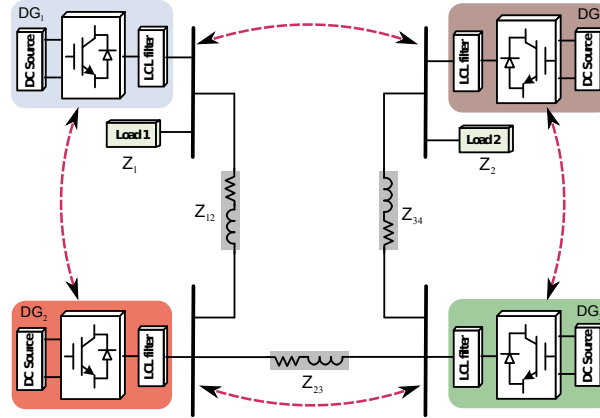 DG₁
DC Source
LCL filter
Load 1
Z₁
DG
LCL filter
DC Source
Load 2
Z₂
Z₁₂
Z₃₄
DG₂
DC Source
LCL filter
Z₂₃
DG
LCL filter
DC Source